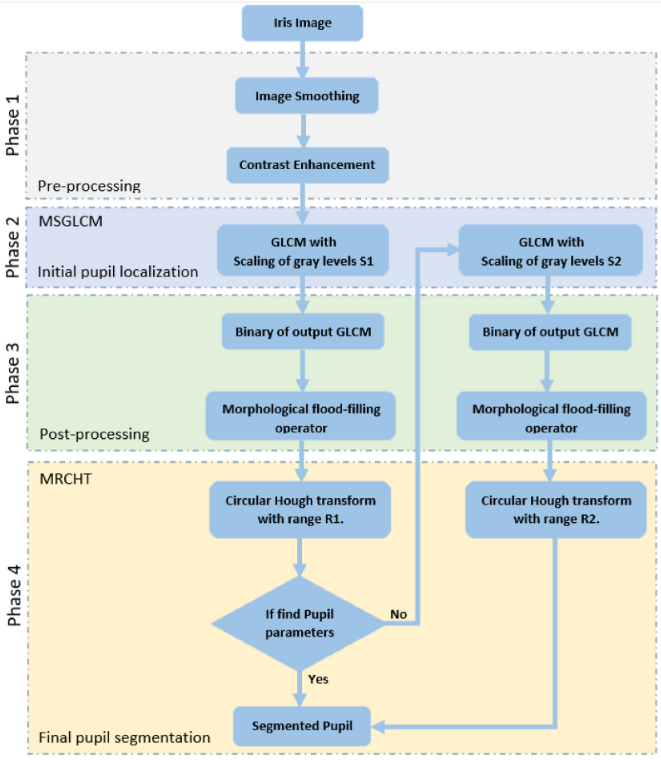 Iris Image
Phase 1
Image Smoothing
Contrast Enhancement
Pre-processing
Phase 2
MSGLCM
GLCM with
Scaling of gray levels S1
GLCM with
Scaling of gray levels S2
Initial pupil localization
Phase 3
Binary of output GLCM
Binary of output GLCM
Morphological flood-filling
operator
Morphological flood-filling
operator
Post-processing
Phase 4
MRCHT
Circular Hough transform
with range R1.
Circular Hough transform
with range R2.
If find Pupil
parameters
No
Yes
Segmented Pupil
Final pupil segmentation